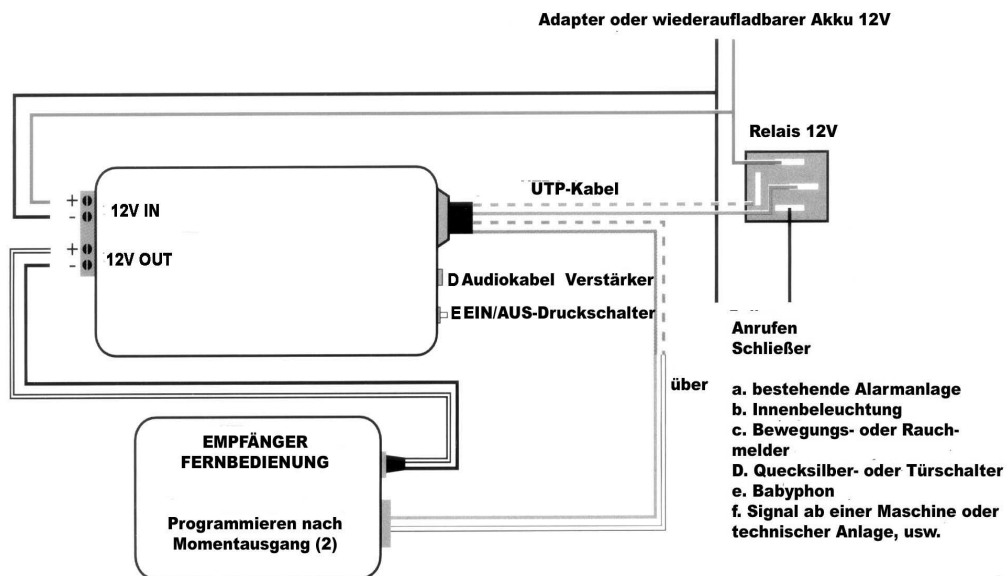 Adapter oder wiederaufladbarer Akku 12V
Relais 12V
UTP-Kabel
+
-
12V IN
+
-
12V OUT
D Audiokabel Verstärker
E EIN/AUS-Druckschalter
Anrufen
Schließer
über
a. bestehende Alarmanlage
b. Innenbeleuchtung
c. Bewegungs- oder Rauch-
melder
D. Quecksilber- oder Türschalter
e. Babyphon
f. Signal ab einer Maschine oder
technischer Anlage, usw.
EMPFÄNGER
FERNBEDIENUNG
Programmieren nach
Momentausgang (2)